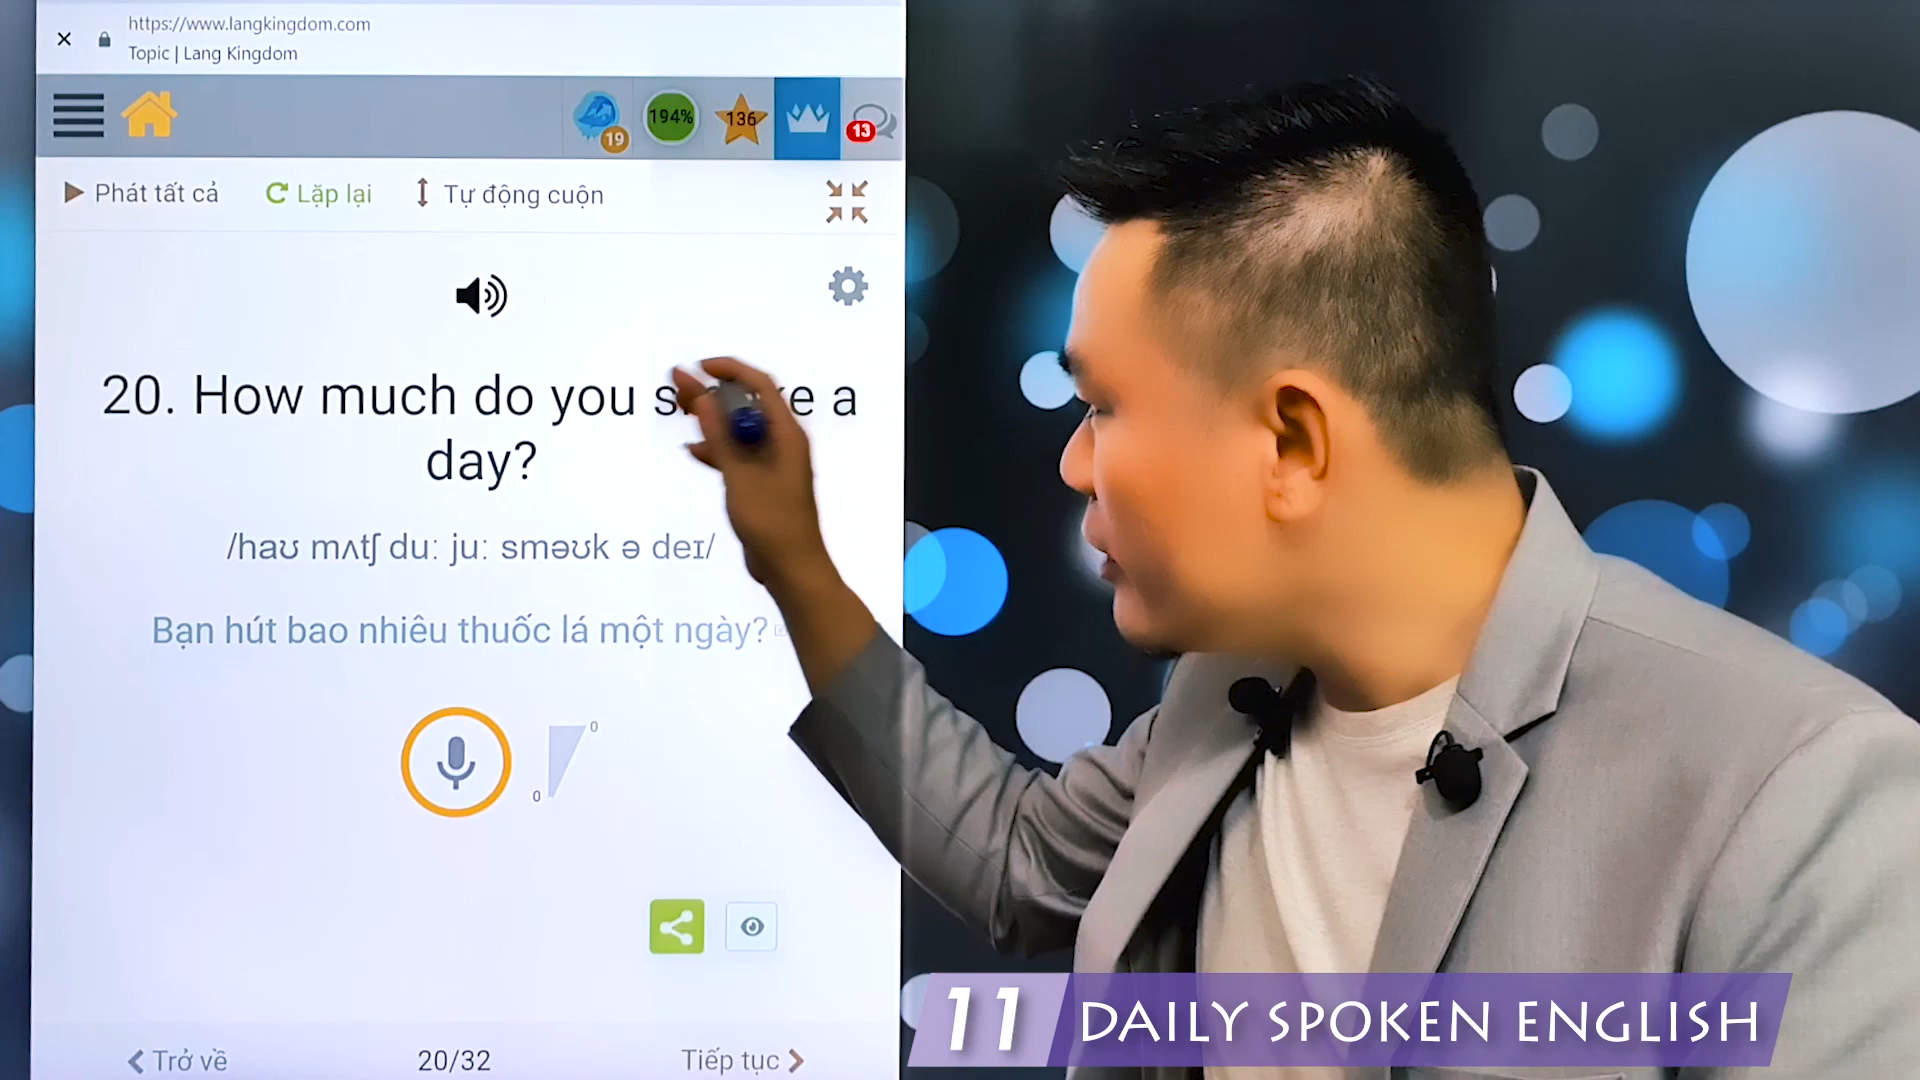 https://www.langkingdom.com
Topic | Lang Kingdom
19
194%
136
13
Phát tất cả
Lặp lại
Tự động cuộn
20. How much do you a
day?
/haʊ mʌtʃ duː juː sməʊk ə deɪ/
Bạn hút bao nhiêu thuốc lá một ngày?
0
0
Trở về
20/32
Tiếp tục
11 DAILY SPOKEN ENGLISH